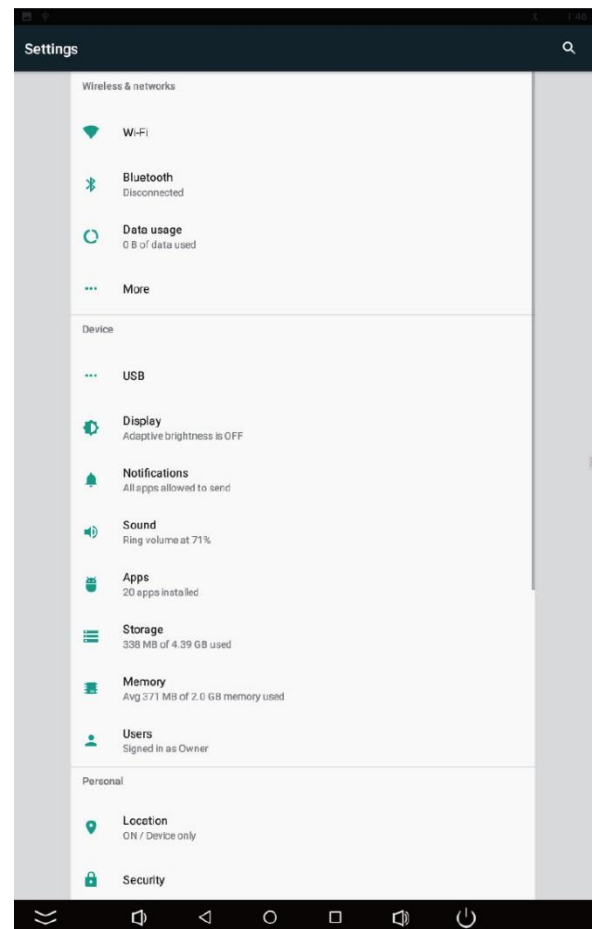 1:46
Settings
Wireless & networks
Wi-Fi
Bluetooth
Disconnected
Data usage
0 B of data used
More
Device
USB
Display
Adaptive brightness is OFF
Notifications
All apps allowed to send
Sound
Ring volume at 71%
Apps
20 apps installed
Storage
338 MB of 4.39 GB used
Memory
Avg 371 MB of 2.0 GB memory used
Users
Signed in as Owner
Personal
Location
ON / Device only
Security